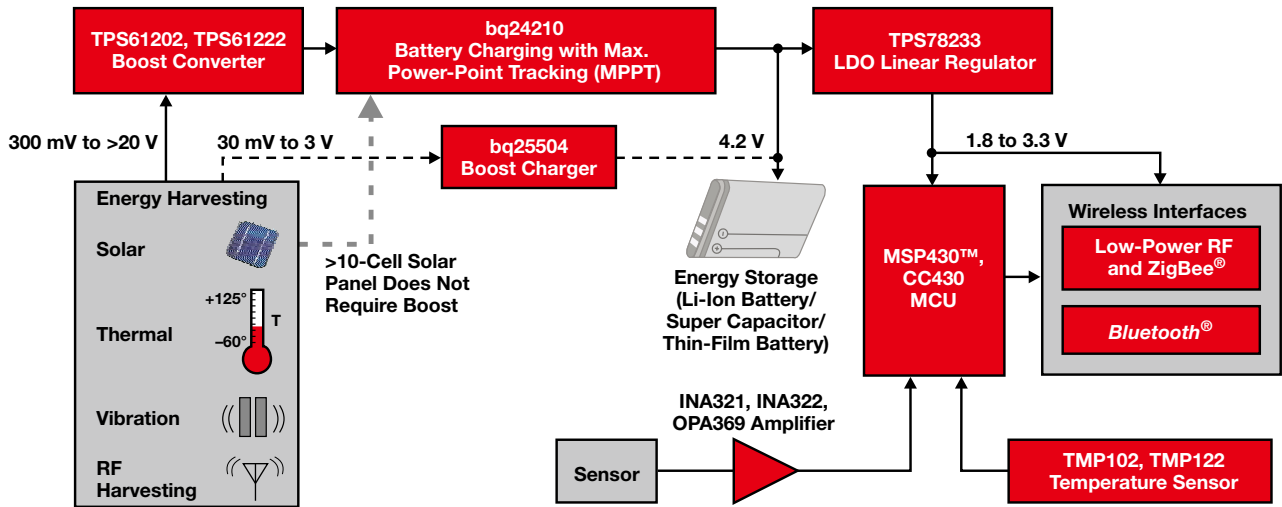 TPS61202, TPS61222
Boost Converter
bq24210
Battery Charging with Max.
Power-Point Tracking (MPPT)
TPS78233
LDO Linear Regulator
300 mV to >20 V
30 mV to 3 V
bq25504
Boost Charger
4.2 V
1.8 to 3.3 V
Energy Harvesting
Solar
+125°
T
–60°
Thermal
Vibration
RF
Harvesting
>10-Cell Solar
Panel Does Not
Require Boost
Energy Storage
(Li-Ion Battery/
Super Capacitor/
Thin-Film Battery)
MSP430™,
CC430
MCU
Wireless Interfaces
Low-Power RF
and ZigBee®
Bluetooth®
INA321, INA322,
OPA369 Amplifier
Sensor
TMP102, TMP122
Temperature Sensor